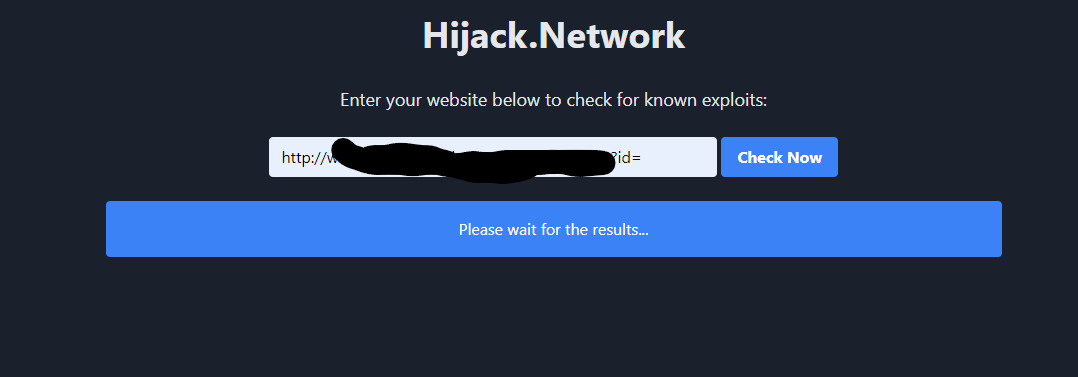 Hijack.Network
Enter your website below to check for known exploits:
http://w ?id= Check Now
Please wait for the results...